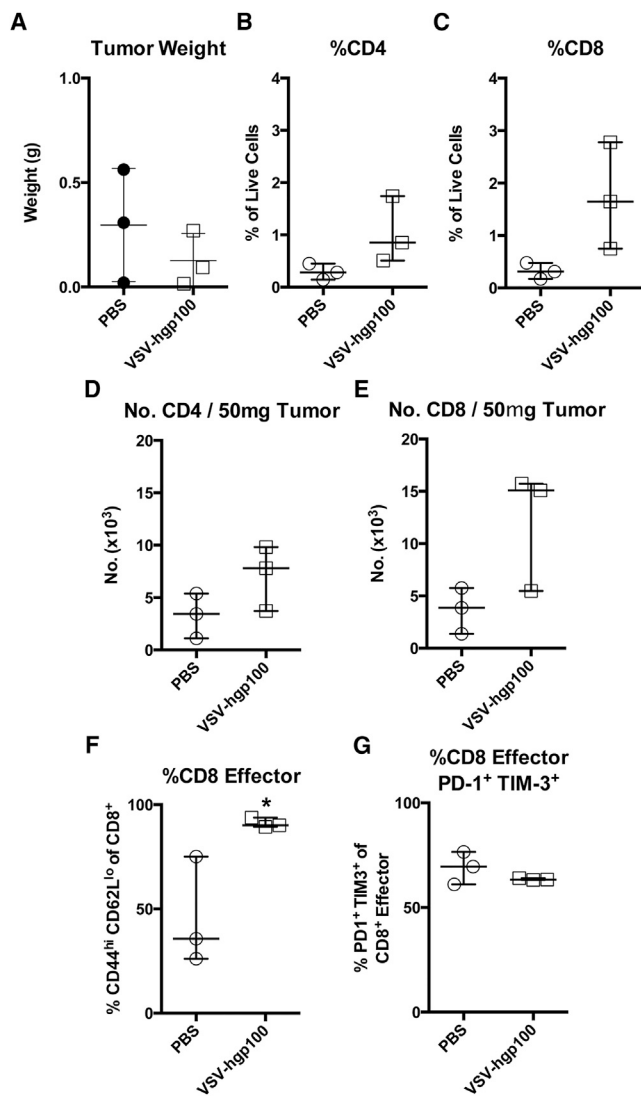 A
Tumor Weight
Weight (g)
1.0
0.5
0.0
PBS
VSV-hgp100
B
%CD4
% of Live Cells
4
3
2
1
0
PBS
VSV-hgp100
C
%CD8
% of Live Cells
4
3
2
1
0
PBS
VSV-hgp100
D
No. CD4 / 50mg Tumor
No. (x10³)
20
15
10
5
0
PBS
VSV-hgp100
E
No. CD8 / 50mg Tumor
No. (x10³)
20
15
10
5
0
PBS
VSV-hgp100
F
%CD8 Effector
% CD44ʰⁱ CD62Lˡᵒ of CD8⁺
100
50
0
*
PBS
VSV-hgp100
G
%CD8 Effector
PD-1⁺ TIM-3⁺
% PD1⁺ TIM3⁺ of
CD8⁺ Effector
100
50
0
PBS
VSV-hgp100